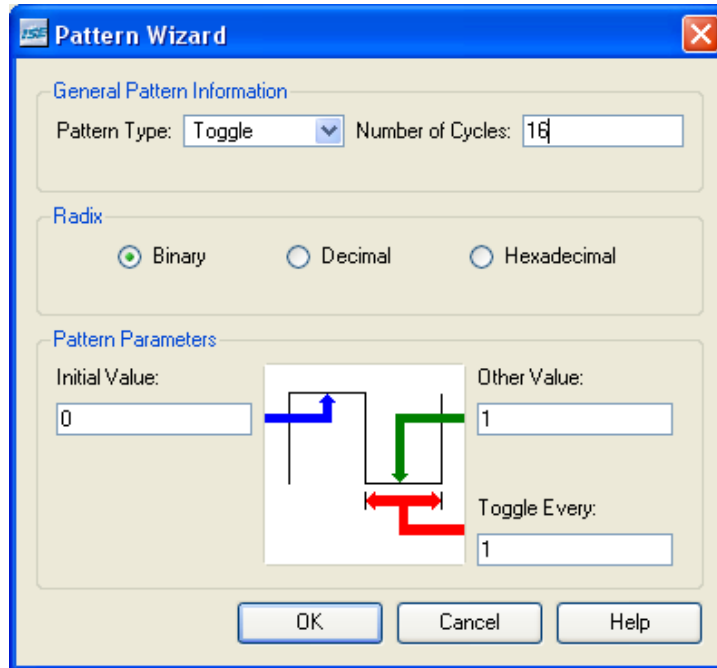 ISE Pattern Wizard
General Pattern Information
Pattern Type: Toggle Number of Cycles: 16
Radix
Binary Decimal Hexadecimal
Pattern Parameters
Initial Value: Other Value:
0 1
Toggle Every:
1
OK Cancel Help